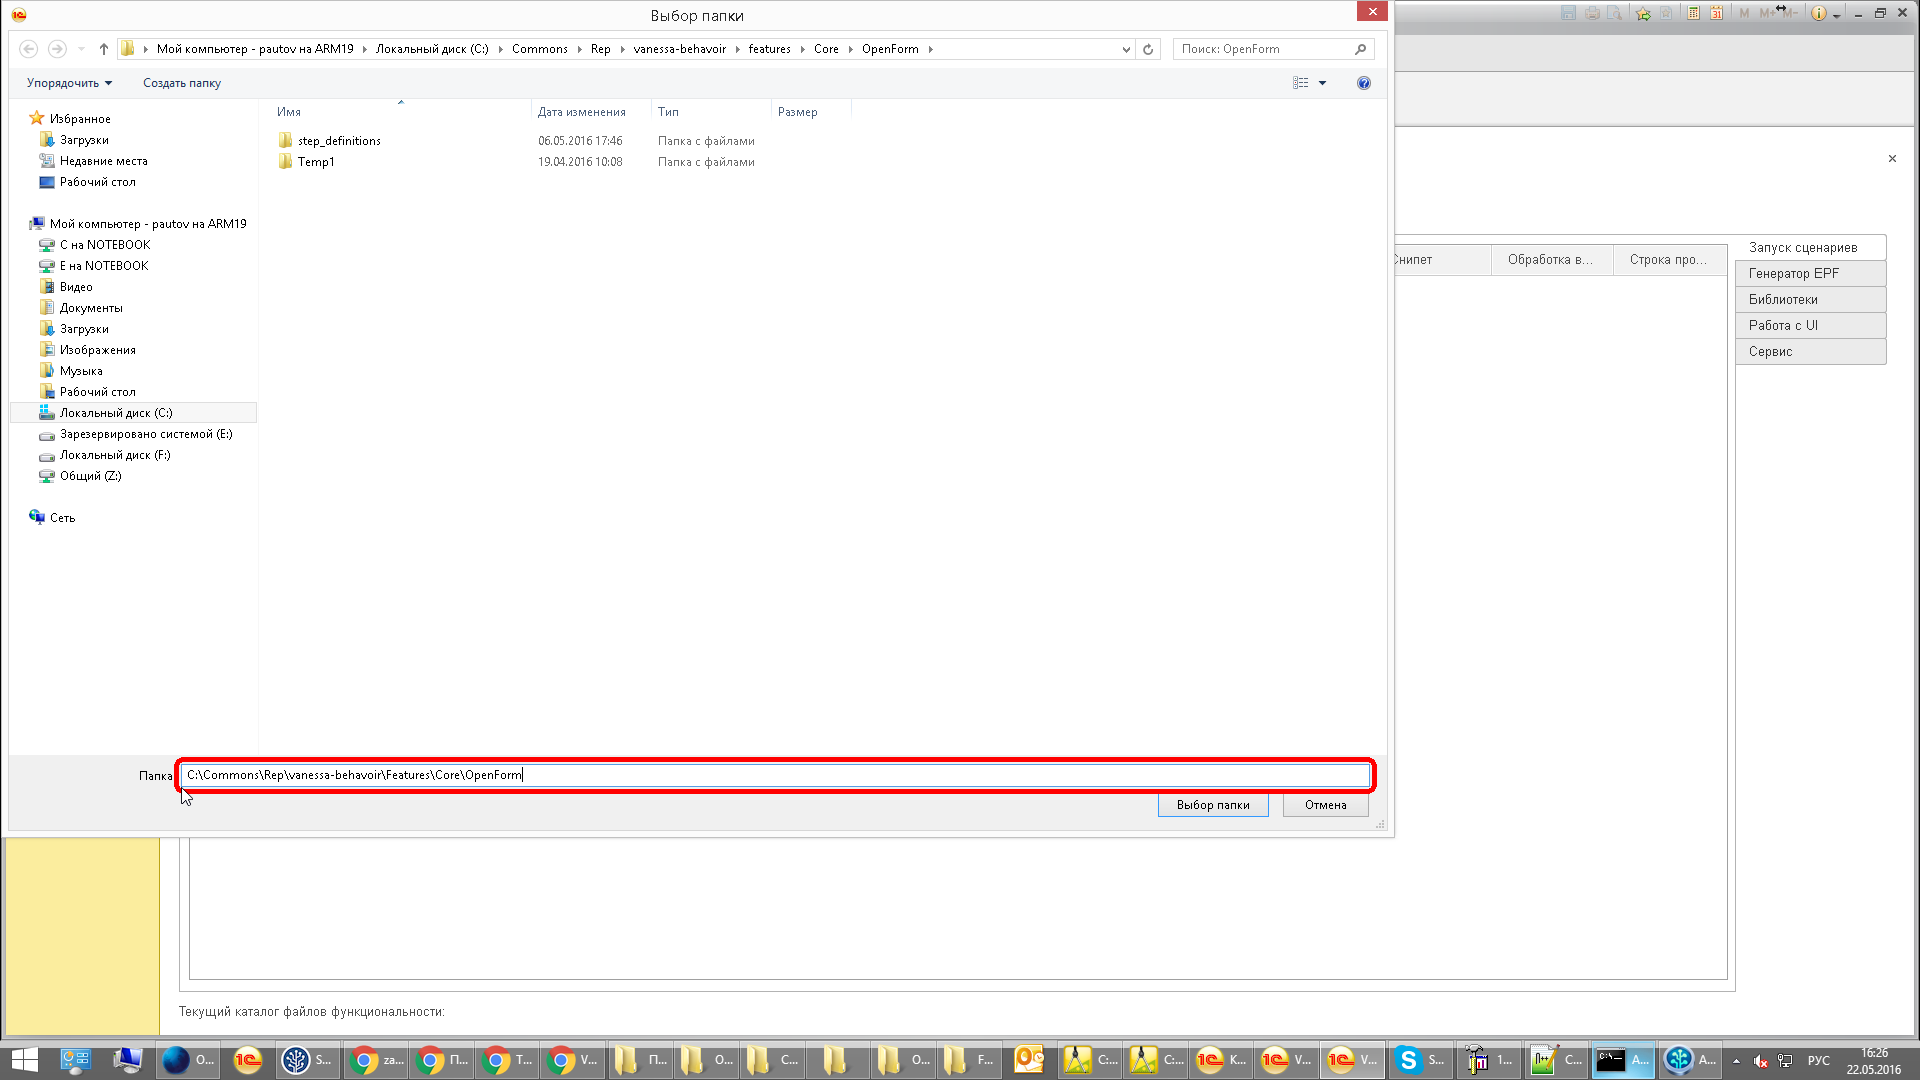 Выбор папки
Мой компьютер - pautov на ARM19 Локальный диск (C:) Commons Rep vanessa-behavoir features Core OpenForm
Поиск: OpenForm
Упорядочить Создать папку
Имя Дата изменения Тип Размер
step_definitions 06.05.2016 17:46 Папка с файлами
Temp1 19.04.2016 10:08 Папка с файлами
Избранное
Загрузки
Недавние места
Рабочий стол
Мой компьютер - pautov на ARM19
C на NOTEBOOK
E на NOTEBOOK
Видео
Документы
Загрузки
Изображения
Музыка
Рабочий стол
Локальный диск (C:)
Зарезервировано системой (E:)
Локальный диск (F:)
Общий (Z:)
Сеть
Папка C:\Commons\Rep\vanessa-behavoir\Features\Core\OpenForm
Выбор папки Отмена
M M+ M-
31
Снипет Обработка в... Строка про...
Запуск сценариев
Генератор EPF
Библиотеки
Работа с UI
Сервис
Текущий каталог файлов функциональности:
O... S... za... П... T... V... П... O... C... O... F... C:... C:... K... V... V... S... 1... C... A... A... РУС
16:26
22.05.2016